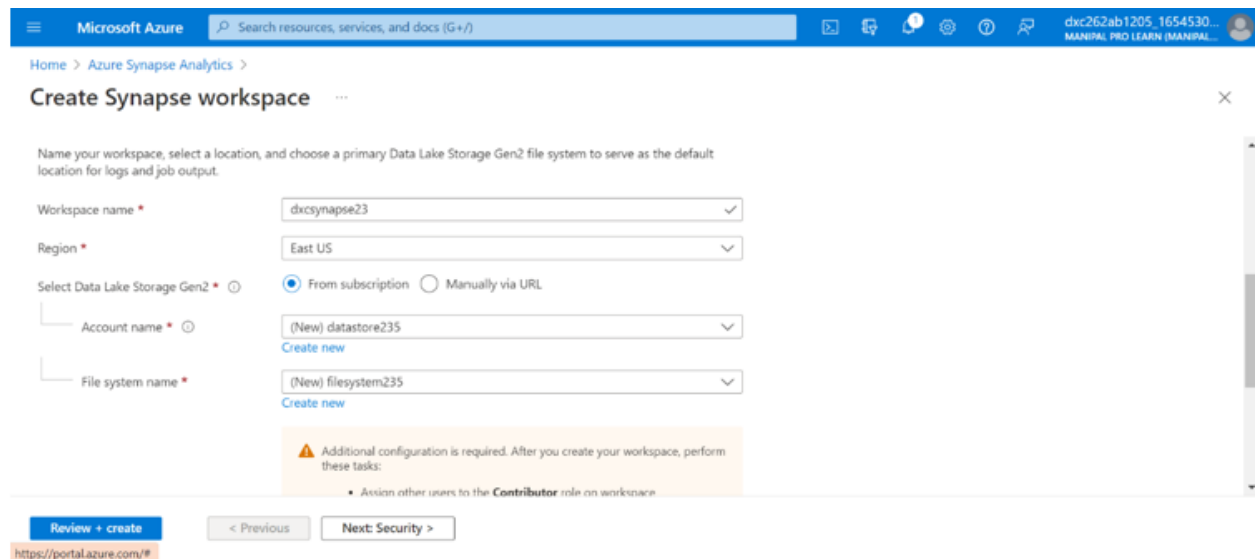 Microsoft Azure
Search resources, services, and docs (G+/)
1
dxc262ab1205_1654530...
MANIPAL PRO LEARN (MANIPAL...
Home > Azure Synapse Analytics >
Create Synapse workspace ...
Name your workspace, select a location, and choose a primary Data Lake Storage Gen2 file system to serve as the default
location for logs and job output.
Workspace name *
dxcsynapse23
Region *
East US
Select Data Lake Storage Gen2 *
From subscription
Manually via URL
Account name *
(New) datastore235
Create new
File system name *
(New) filesystem235
Create new
Additional configuration is required. After you create your workspace, perform
these tasks:
• Assign other users to the Contributor role on workspace
Review + create
< Previous
Next: Security >
https://portal.azure.com/#